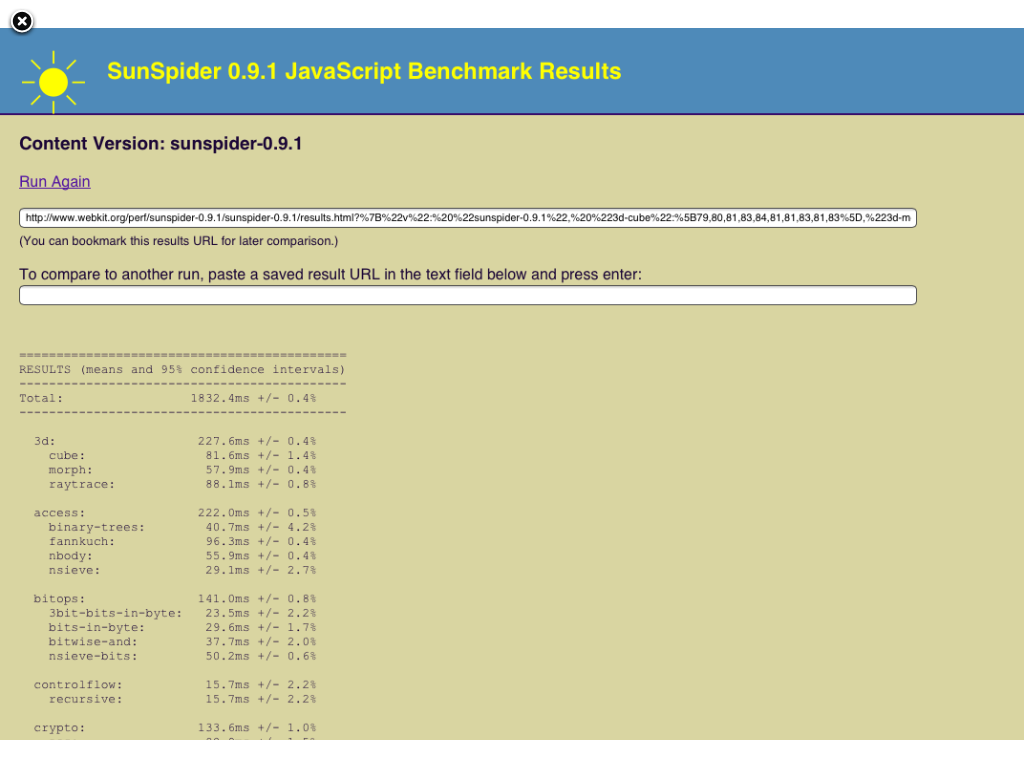 SunSpider 0.9.1 JavaScript Benchmark Results
Content Version: sunspider-0.9.1
Run Again
http://www.webkit.org/perf/sunspider-0.9.1/sunspider-0.9.1/results.html?%7B%22v%22:%20%22sunspider-0.9.1%22,%20%223d-cube%22:%5B79,80,81,83,84,81,81,83,81,83%5D,%223d-m
(You can bookmark this results URL for later comparison.)
To compare to another run, paste a saved result URL in the text field below and press enter:
============================================
RESULTS (means and 95% confidence intervals)
--------------------------------------------
Total: 1832.4ms +/- 0.4%
--------------------------------------------
3d: 227.6ms +/- 0.4%
cube: 81.6ms +/- 1.4%
morph: 57.9ms +/- 0.4%
raytrace: 88.1ms +/- 0.8%
access: 222.0ms +/- 0.5%
binary-trees: 40.7ms +/- 4.2%
fannkuch: 96.3ms +/- 0.4%
nbody: 55.9ms +/- 0.4%
nsieve: 29.1ms +/- 2.7%
bitops: 141.0ms +/- 0.8%
3bit-bits-in-byte: 23.5ms +/- 2.2%
bits-in-byte: 29.6ms +/- 1.7%
bitwise-and: 37.7ms +/- 2.0%
nsieve-bits: 50.2ms +/- 0.6%
controlflow: 15.7ms +/- 2.2%
recursive: 15.7ms +/- 2.2%
crypto: 133.6ms +/- 1.0%